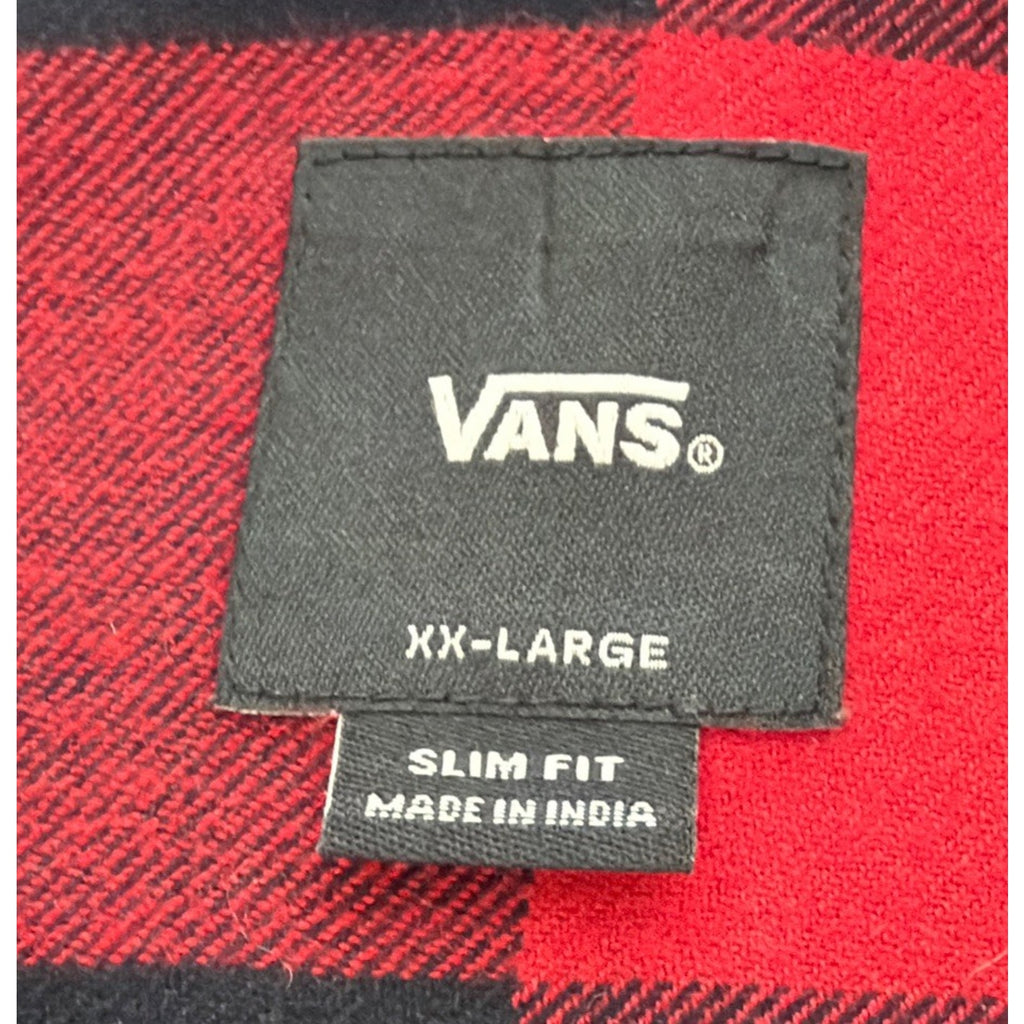 VANS®
XX-LARGE
SLIM FIT
MADE IN INDIA